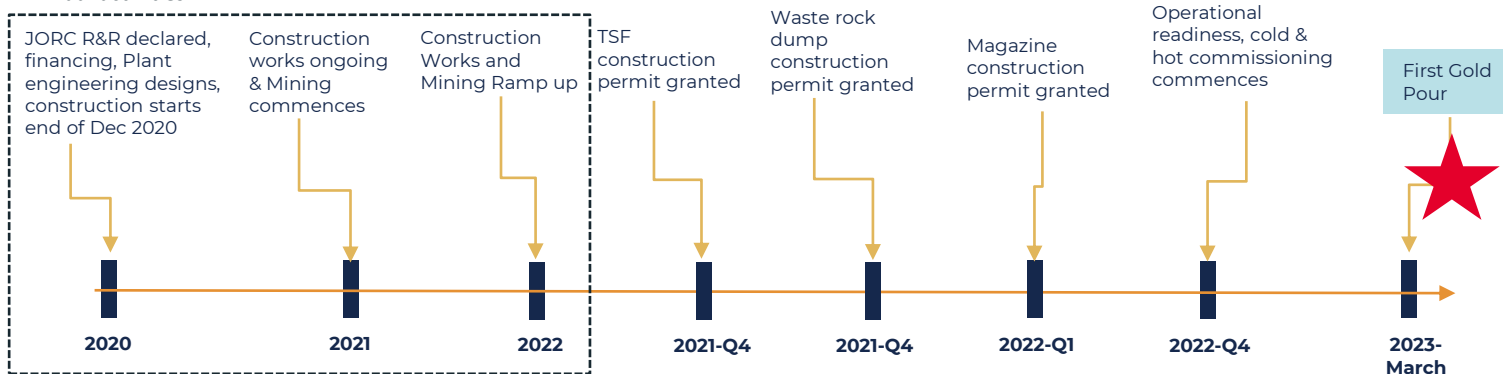 JORC R&R declared,
financing, Plant
engineering designs,
construction starts
end of Dec 2020
Construction
works ongoing
& Mining
commences
Construction
Works and
Mining Ramp up
TSF
construction
permit granted
Waste rock
dump
construction
permit granted
Magazine
construction
permit granted
Operational
readiness, cold &
hot commissioning
commences
First Gold
Pour
2020
2021
2022
2021-Q4
2021-Q4
2022-Q1
2022-Q4
2023-
March